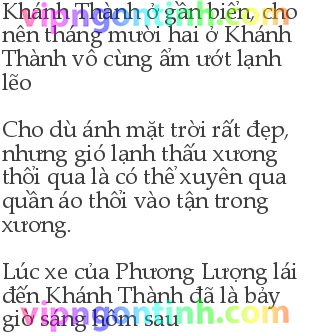 Khánh Thành ở gần biển, cho
nên tháng mười hai ở Khánh
Thành vô cùng ẩm ướt lạnh
lẽo
Cho dù ánh mặt trời rất đẹp,
nhưng gió lạnh thấu xương
thổi qua là có thể xuyên qua
quần áo thổi vào tận trong
xương.
Lúc xe của Phương Lượng lái
đến Khánh Thành đã là bảy
giờ sáng hôm sau
vipngontinh.com
vipngontinh.com